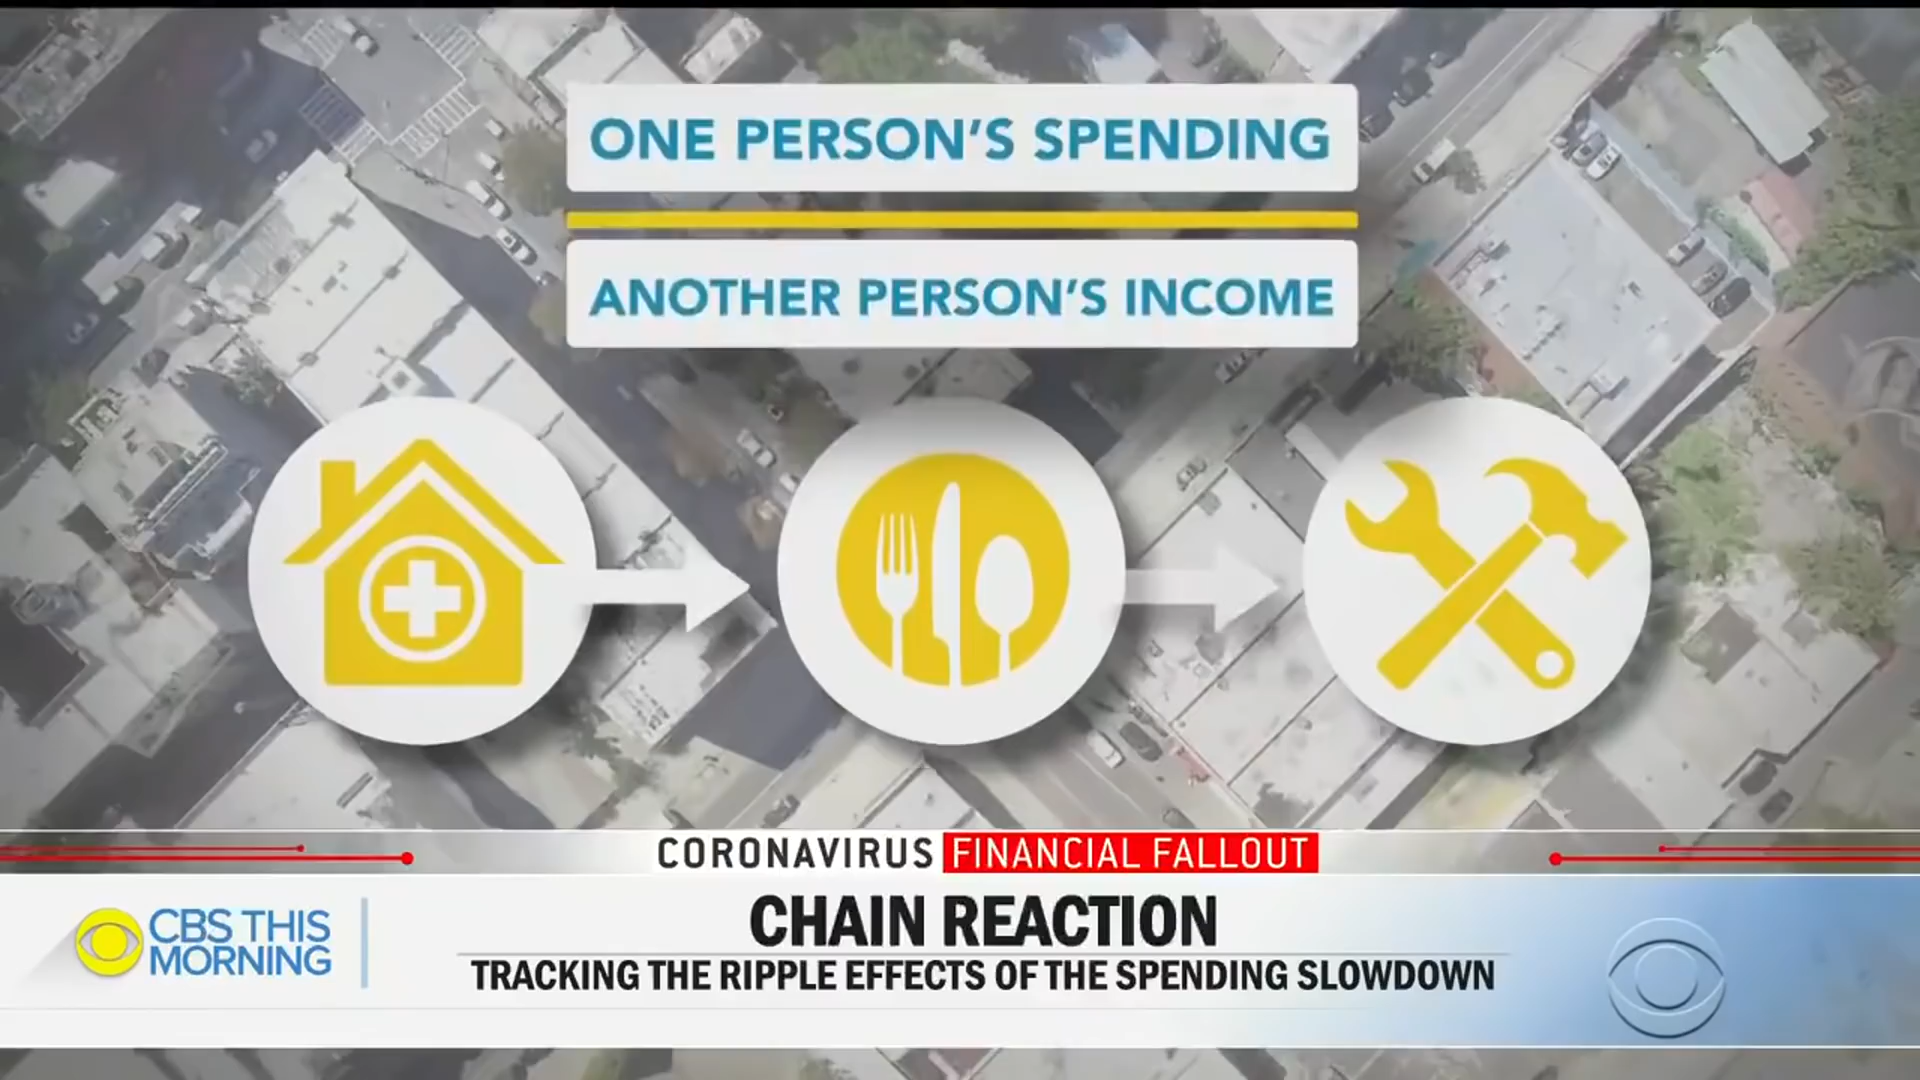 ONE PERSON'S SPENDING
ANOTHER PERSON'S INCOME
CORONAVIRUS FINANCIAL FALLOUT
CBS THIS
MORNING
CHAIN REACTION
TRACKING THE RIPPLE EFFECTS OF THE SPENDING SLOWDOWN